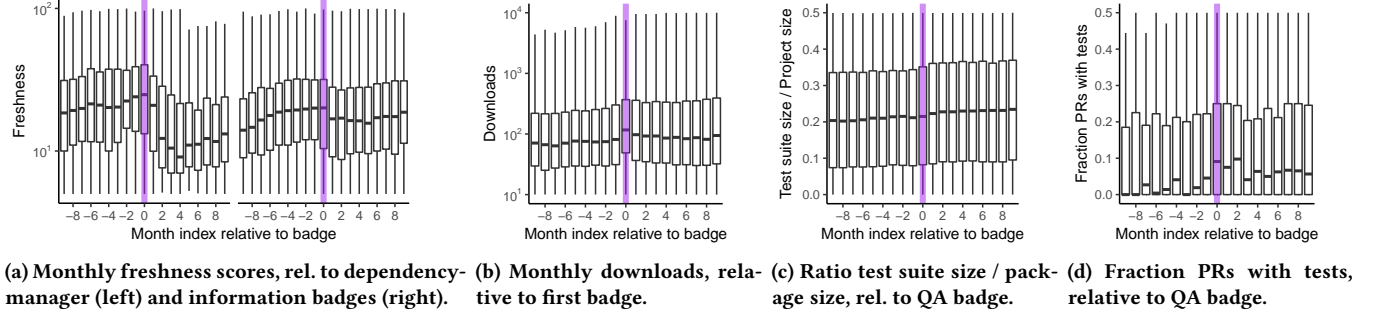 Freshness
10²
10¹
−8 −6 −4 −2 0 2 4 6 8
−8 −6 −4 −2 0 2 4 6 8
Month index relative to badge
Downloads
10⁴
10³
10²
10¹
−8 −6 −4 −2 0 2 4 6 8
Month index relative to badge
Test suite size / Project size
0.5
0.4
0.3
0.2
0.1
0.0
−8 −6 −4 −2 0 2 4 6 8
Month index relative to badge
Fraction PRs with tests
0.5
0.4
0.3
0.2
0.1
0.0
−8 −6 −4 −2 0 2 4 6 8
Month index relative to badge
(a) Monthly freshness scores, rel. to dependency-
manager (left) and information badges (right).
(b) Monthly downloads, rela-
tive to first badge.
(c) Ratio test suite size / pack-
age size, rel. to QA badge.
(d) Fraction PRs with tests,
relative to QA badge.